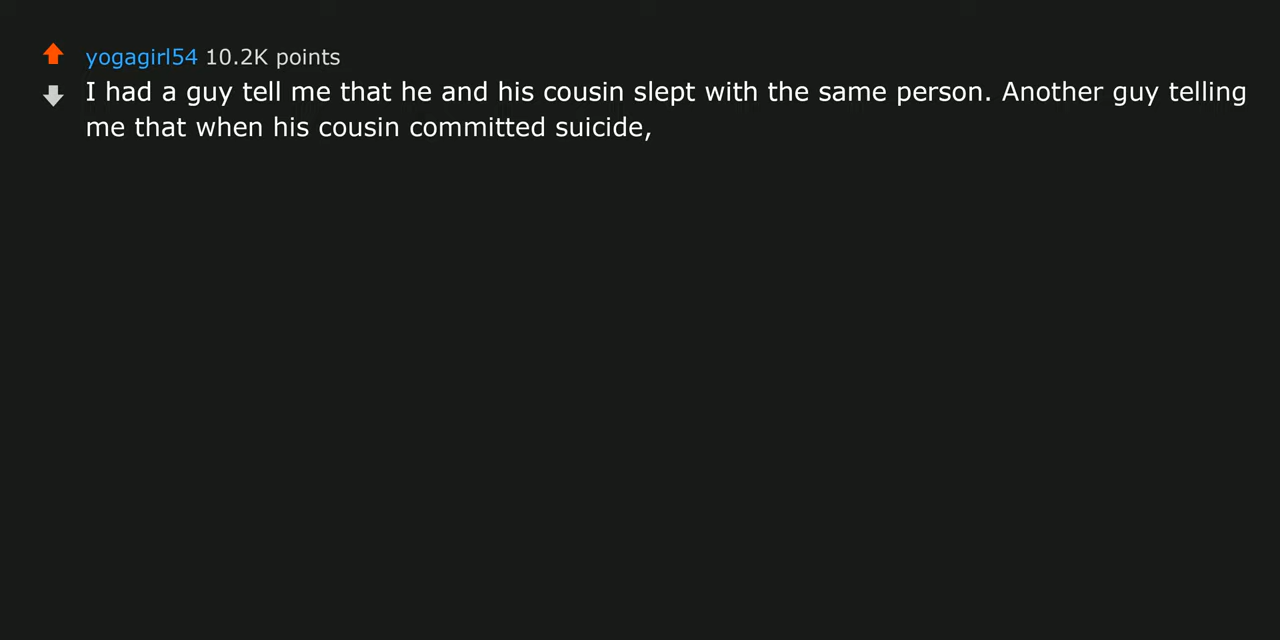 yogagirl54 10.2K points
I had a guy tell me that he and his cousin slept with the same person. Another guy telling
me that when his cousin committed suicide,